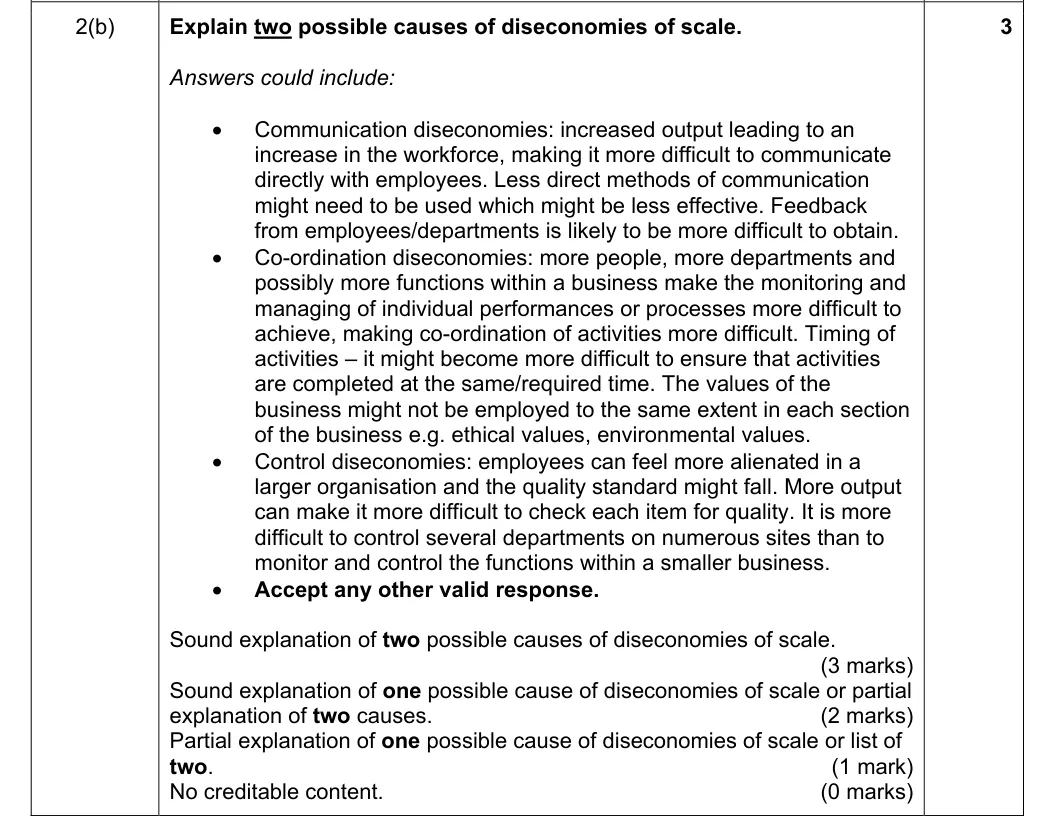 2(b)
Explain two possible causes of diseconomies of scale.
3
Answers could include:
• Communication diseconomies: increased output leading to an
increase in the workforce, making it more difficult to communicate
directly with employees. Less direct methods of communication
might need to be used which might be less effective. Feedback
from employees/departments is likely to be more difficult to obtain.
• Co-ordination diseconomies: more people, more departments and
possibly more functions within a business make the monitoring and
managing of individual performances or processes more difficult to
achieve, making co-ordination of activities more difficult. Timing of
activities – it might become more difficult to ensure that activities
are completed at the same/required time. The values of the
business might not be employed to the same extent in each section
of the business e.g. ethical values, environmental values.
• Control diseconomies: employees can feel more alienated in a
larger organisation and the quality standard might fall. More output
can make it more difficult to check each item for quality. It is more
difficult to control several departments on numerous sites than to
monitor and control the functions within a smaller business.
• Accept any other valid response.
Sound explanation of two possible causes of diseconomies of scale.
(3 marks)
Sound explanation of one possible cause of diseconomies of scale or partial
explanation of two causes. (2 marks)
Partial explanation of one possible cause of diseconomies of scale or list of
two. (1 mark)
No creditable content. (0 marks)